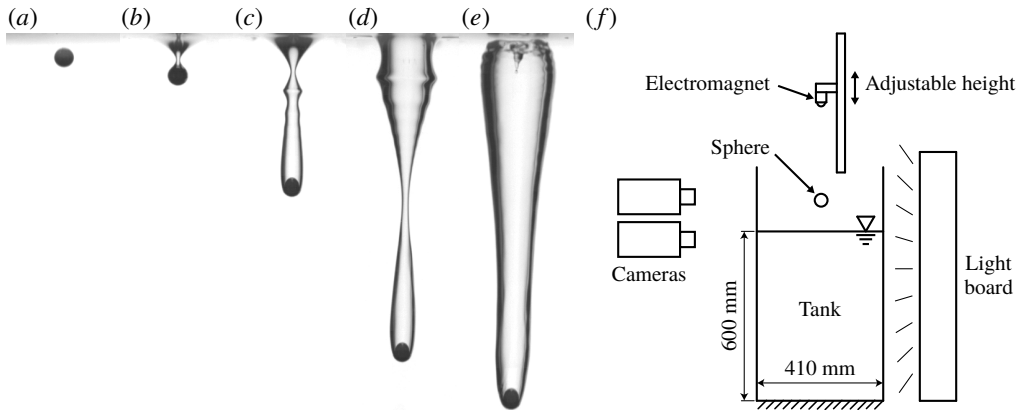 (a)
(b)
(c)
(d)
(e)
(f)
Electromagnet
Adjustable height
Sphere
Cameras
Light
board
Tank
600 mm
410 mm